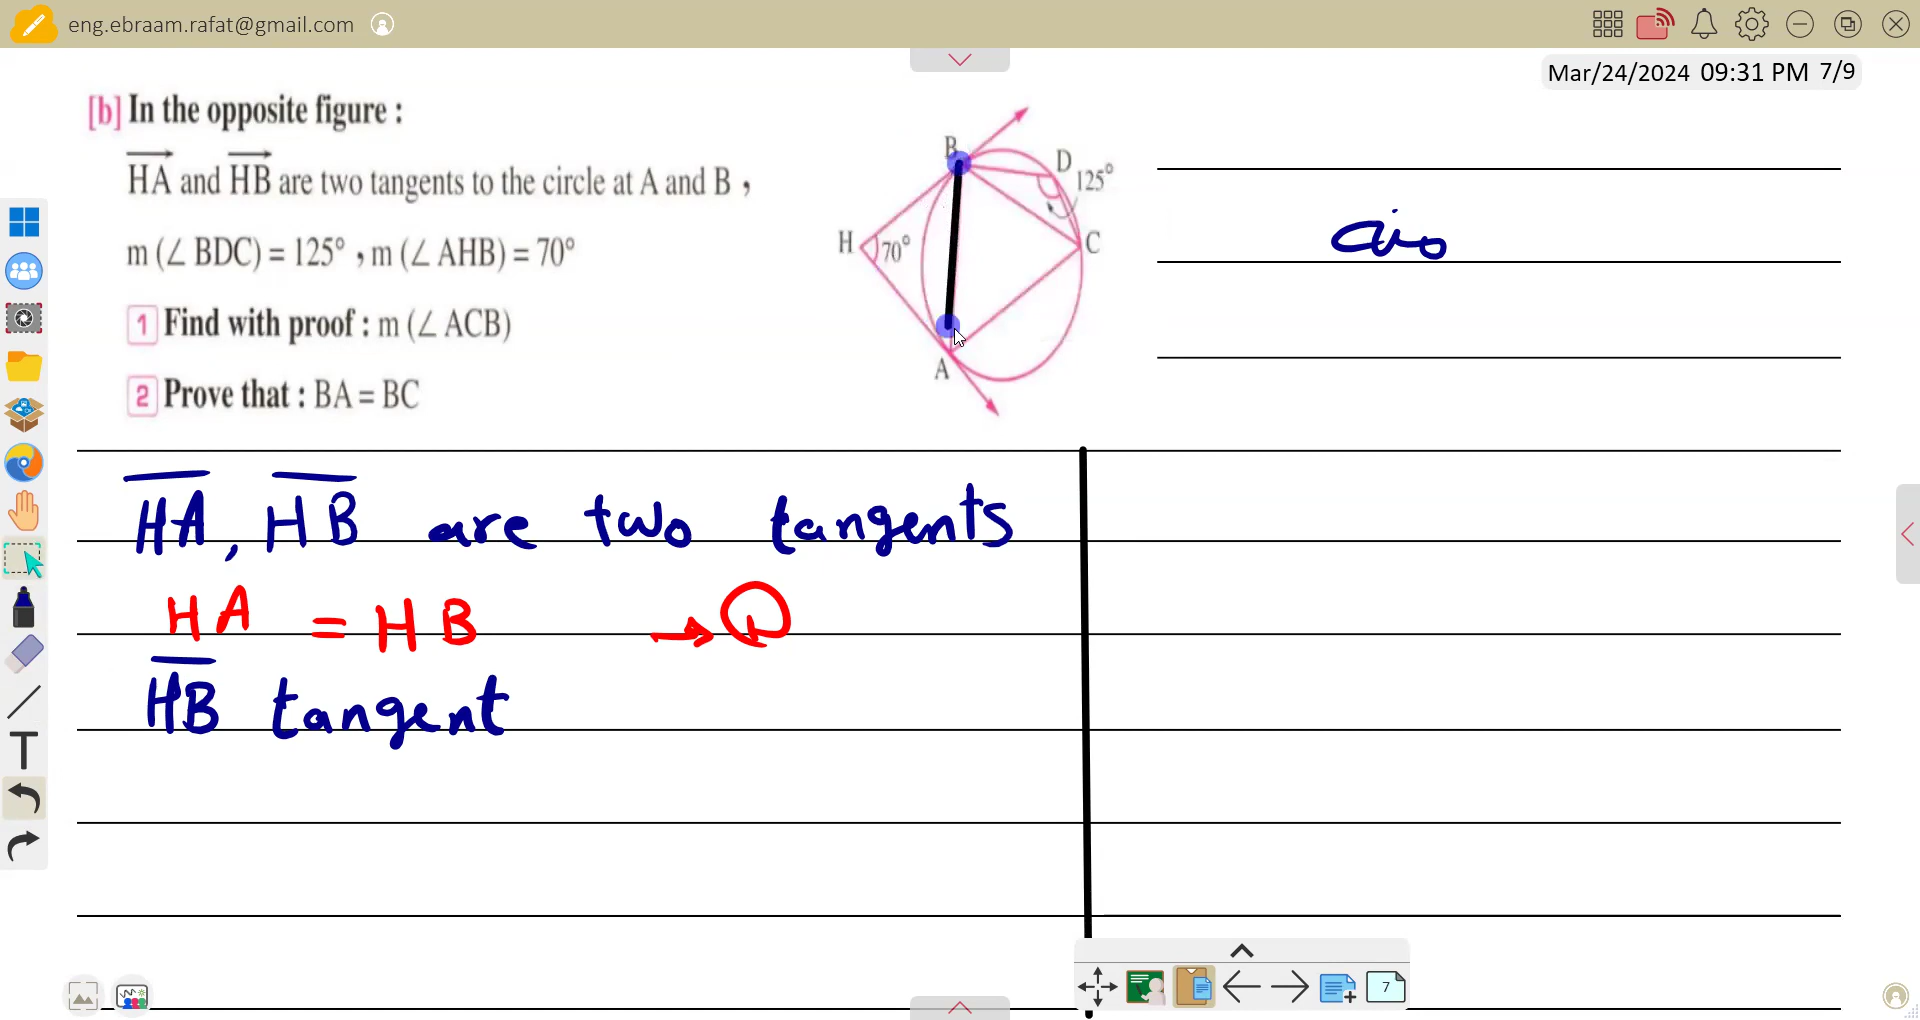 eng.ebraam.rafat@gmail.com
Mar/24/2024 09:31 PM 7/9
[b] In the opposite figure :
HA and HB are two tangents to the circle at A and B ,
m (∠ BDC) = 125° , m (∠ AHB) = 70°
1 Find with proof : m (∠ ACB)
2 Prove that : BA = BC
B
D
125°
H
70°
C
A
HA, HB are two tangents
HA = HB → 1
HB tangent
T
7